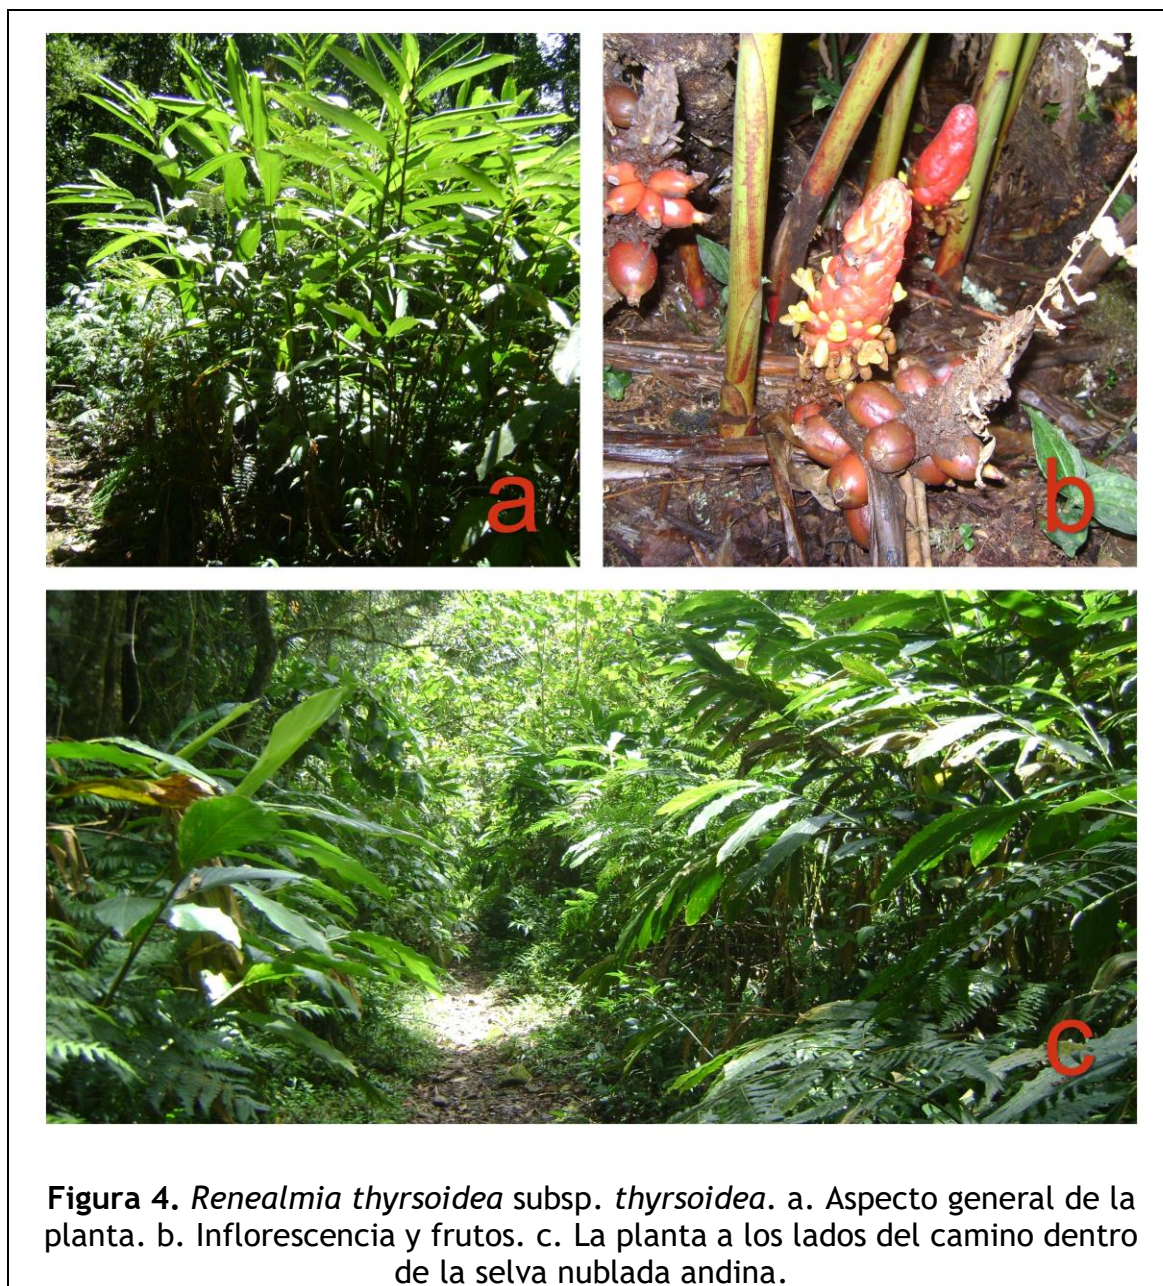 a
b
c
Figura 4. Renealmia thyrsoidea subsp. thyrsoidea. a. Aspecto general de la
planta. b. Inflorescencia y frutos. c. La planta a los lados del camino dentro
de la selva nublada andina.